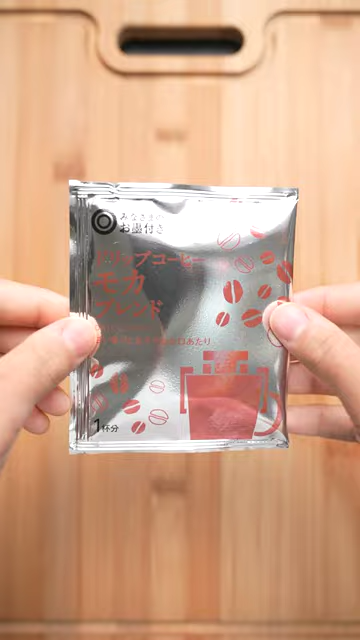 みなさまの
お墨付き
ドリップコーヒー
モカ
ブレンド
1杯分